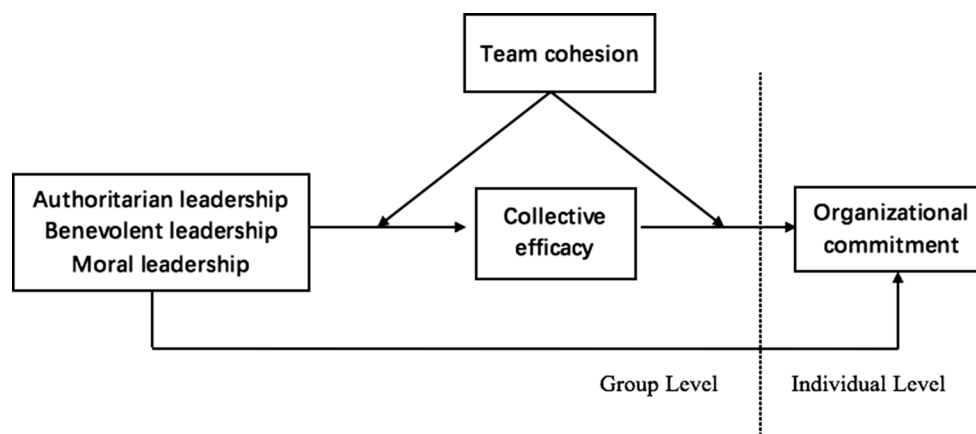 Team cohesion
Authoritarian leadership
Benevolent leadership
Moral leadership
Collective
efficacy
Organizational
commitment
Group Level
Individual Level